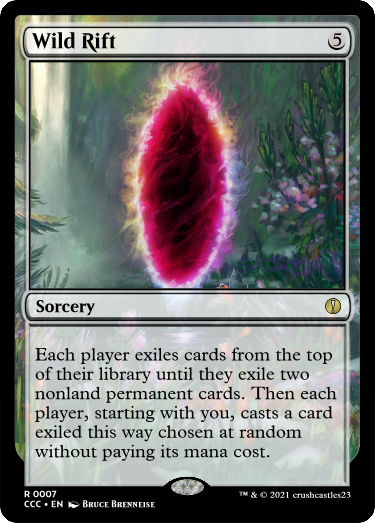 Wild Rift 5
Sorcery
Each player exiles cards from the top
of their library until they exile two
nonland permanent cards. Then each
player, starting with you, casts a card
exiled this way chosen at random
without paying its mana cost.
R 0007
CCC • EN Bruce Brenneise
™ & © 2021 crushcastles23